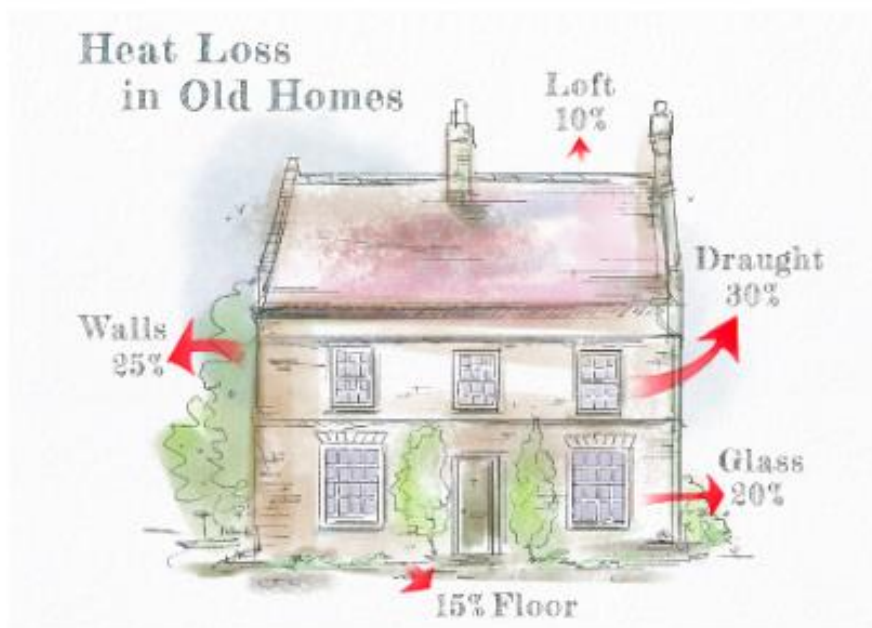 Heat Loss
in Old Homes
Loft
10%
Draught
30%
Walls
25%
Glass
20%
15% Floor